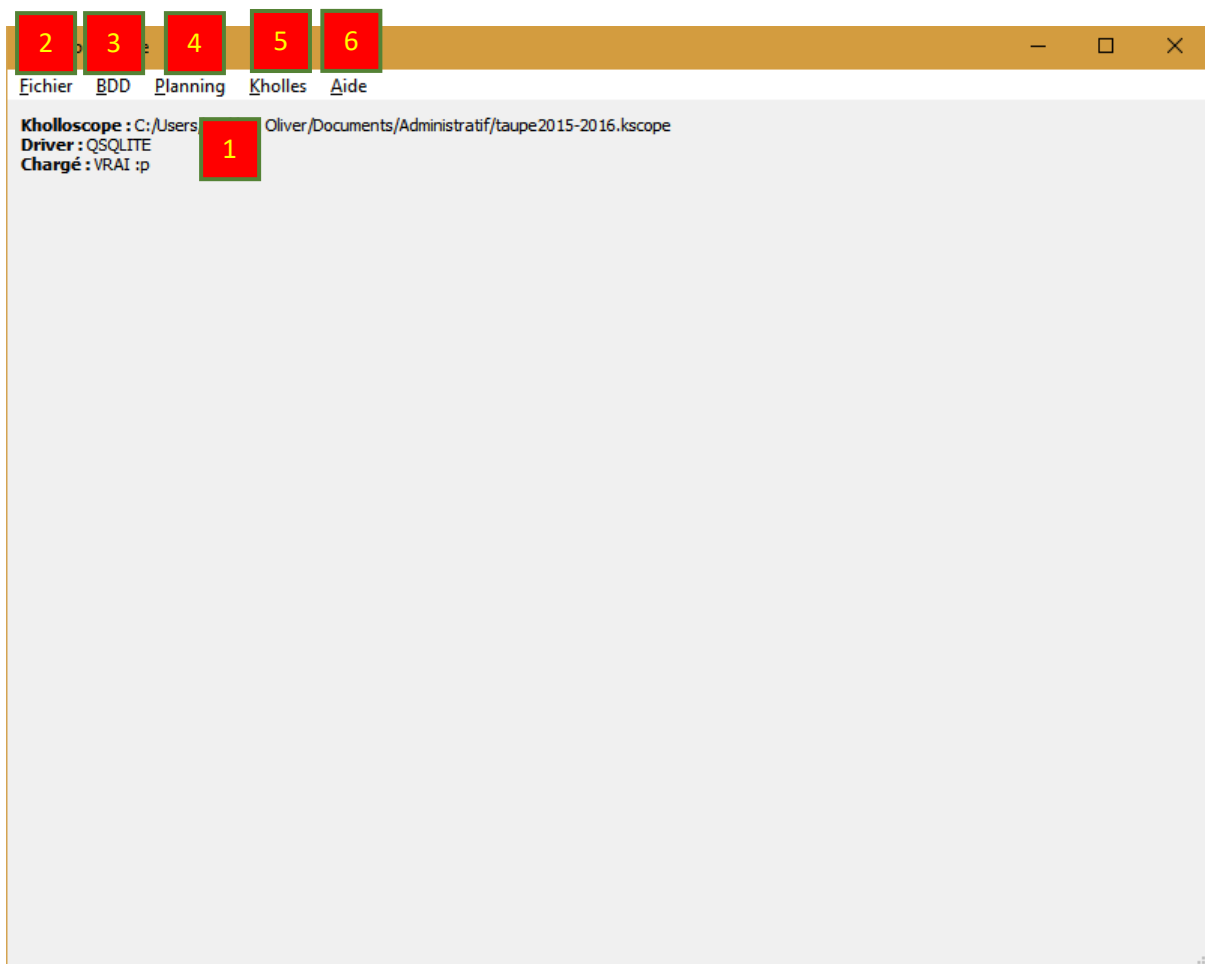 2 3 4 5 6
Fichier BDD Planning Kholles Aide
Kholloscope : C:/Users Oliver/Documents/Administratif/taupe2015-2016.kscope
1
Driver : QSQLITE
Chargé : VRAI :p